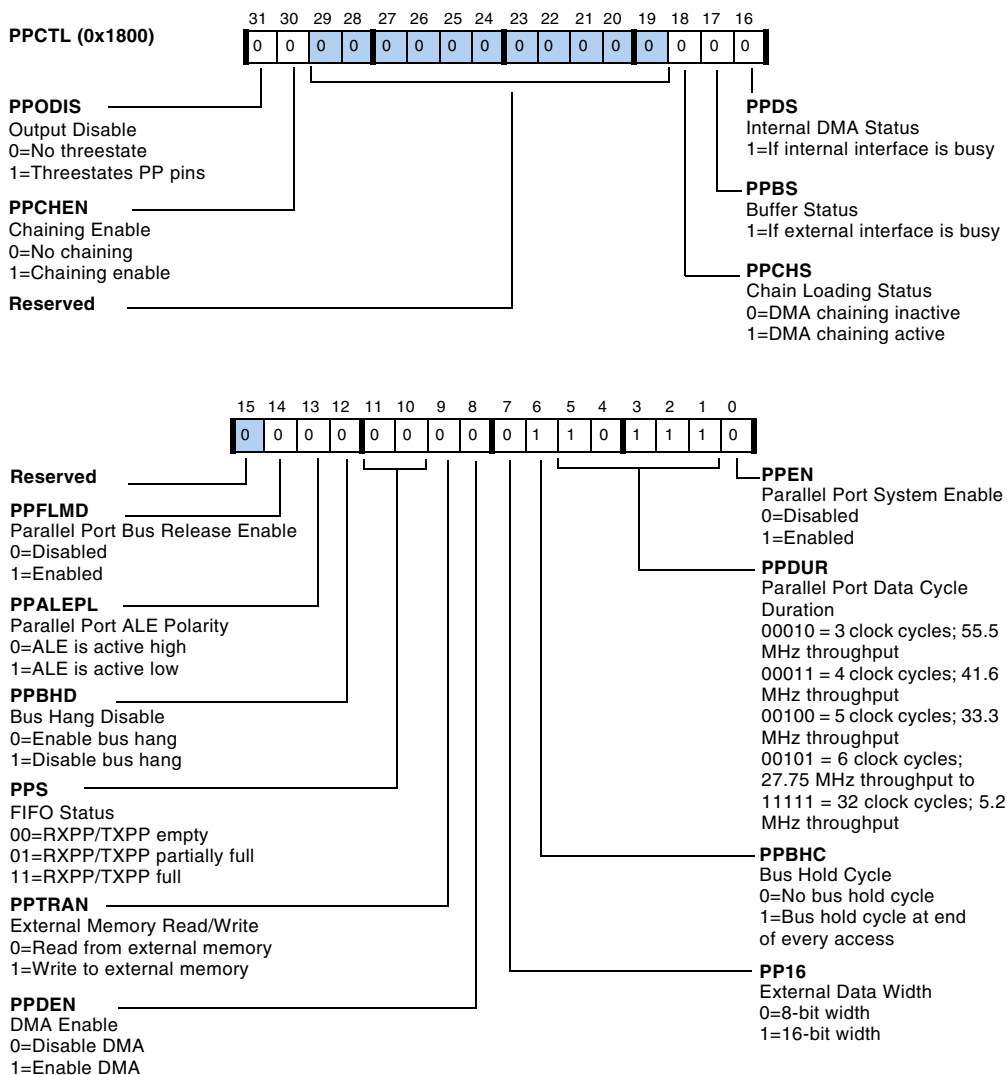 PPCTL (0x1800)
31 30 29 28 27 26 25 24 23 22 21 20 19 18 17 16
0 0 0 0 0 0 0 0 0 0 0 0 0 0 0 0
PPODIS
Output Disable
0=No threestate
1=Threestates PP pins
PPCHEN
Chaining Enable
0=No chaining
1=Chaining enable
Reserved
PPDS
Internal DMA Status
1=If internal interface is busy
PPBS
Buffer Status
1=If external interface is busy
PPCHS
Chain Loading Status
0=DMA chaining inactive
1=DMA chaining active
15 14 13 12 11 10 9 8 7 6 5 4 3 2 1 0
0 0 0 0 0 0 0 0 0 1 1 0 1 1 1 0
Reserved
PPFLMD
Parallel Port Bus Release Enable
0=Disabled
1=Enabled
PPALEPL
Parallel Port ALE Polarity
0=ALE is active high
1=ALE is active low
PPBHD
Bus Hang Disable
0=Enable bus hang
1=Disable bus hang
PPS
FIFO Status
00=RXPP/TXPP empty
01=RXPP/TXPP partially full
11=RXPP/TXPP full
PPTRAN
External Memory Read/Write
0=Read from external memory
1=Write to external memory
PPDEN
DMA Enable
0=Disable DMA
1=Enable DMA
PPEN
Parallel Port System Enable
0=Disabled
1=Enabled
PPDUR
Parallel Port Data Cycle
Duration
00010 = 3 clock cycles; 55.5
MHz throughput
00011 = 4 clock cycles; 41.6
MHz throughput
00100 = 5 clock cycles; 33.3
MHz throughput
00101 = 6 clock cycles;
27.75 MHz throughput to
11111 = 32 clock cycles; 5.2
MHz throughput
PPBHC
Bus Hold Cycle
0=No bus hold cycle
1=Bus hold cycle at end
of every access
PP16
External Data Width
0=8-bit width
1=16-bit width